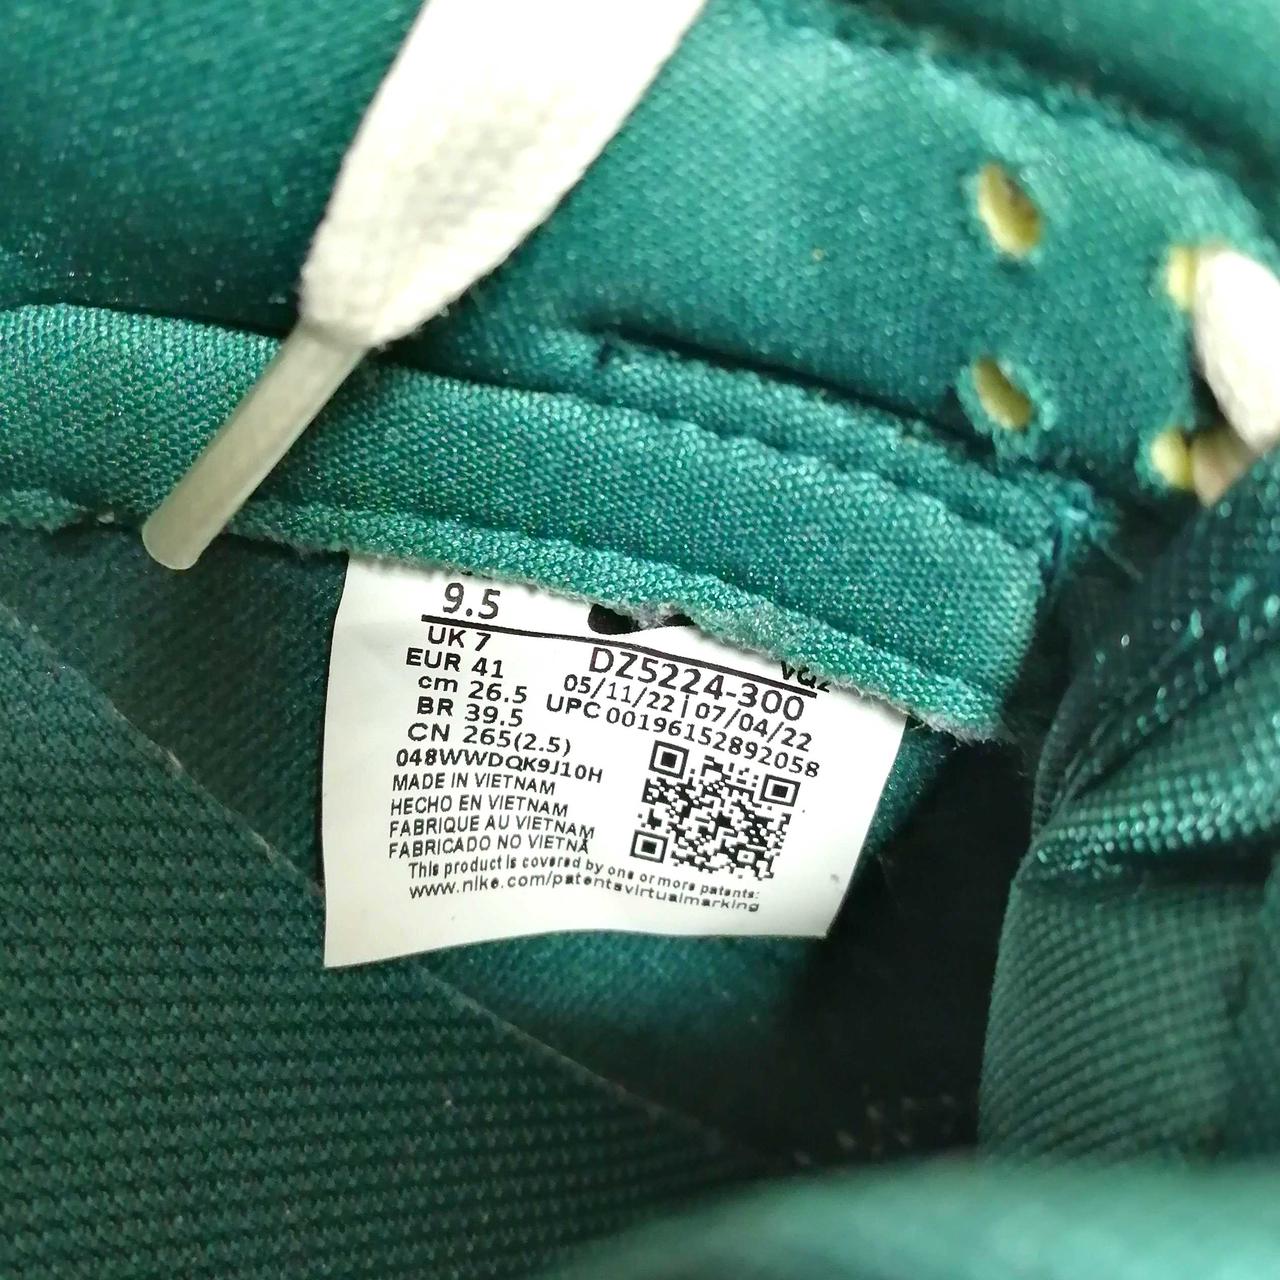 9.5
UK 7
EUR 41
cm 26.5
BR 39.5
CN 265(2.5)
DZ5224-300
05/11/22 | 07/04/22
UPC 00196152892058
048WWDQK9J10H
MADE IN VIETNAM
HECHO EN VIETNAM
FABRIQUE AU VIETNAM
FABRICADO NO VIETNÃ
This product is covered by one or more patents:
www.nike.com/patentsvirtualmarking